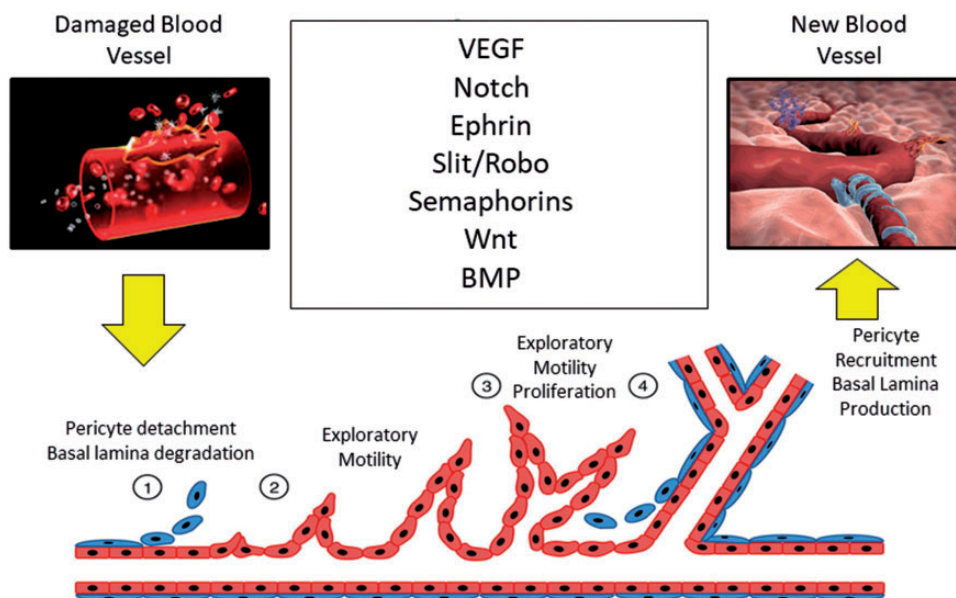 Damaged Blood
Vessel
VEGF
Notch
Ephrin
Slit/Robo
Semaphorins
Wnt
BMP
New Blood
Vessel
Pericyte detachment
Basal lamina degradation
1
2
Exploratory
Motility
3
Exploratory
Motility
Proliferation
4
Pericyte
Recruitment
Basal Lamina
Production